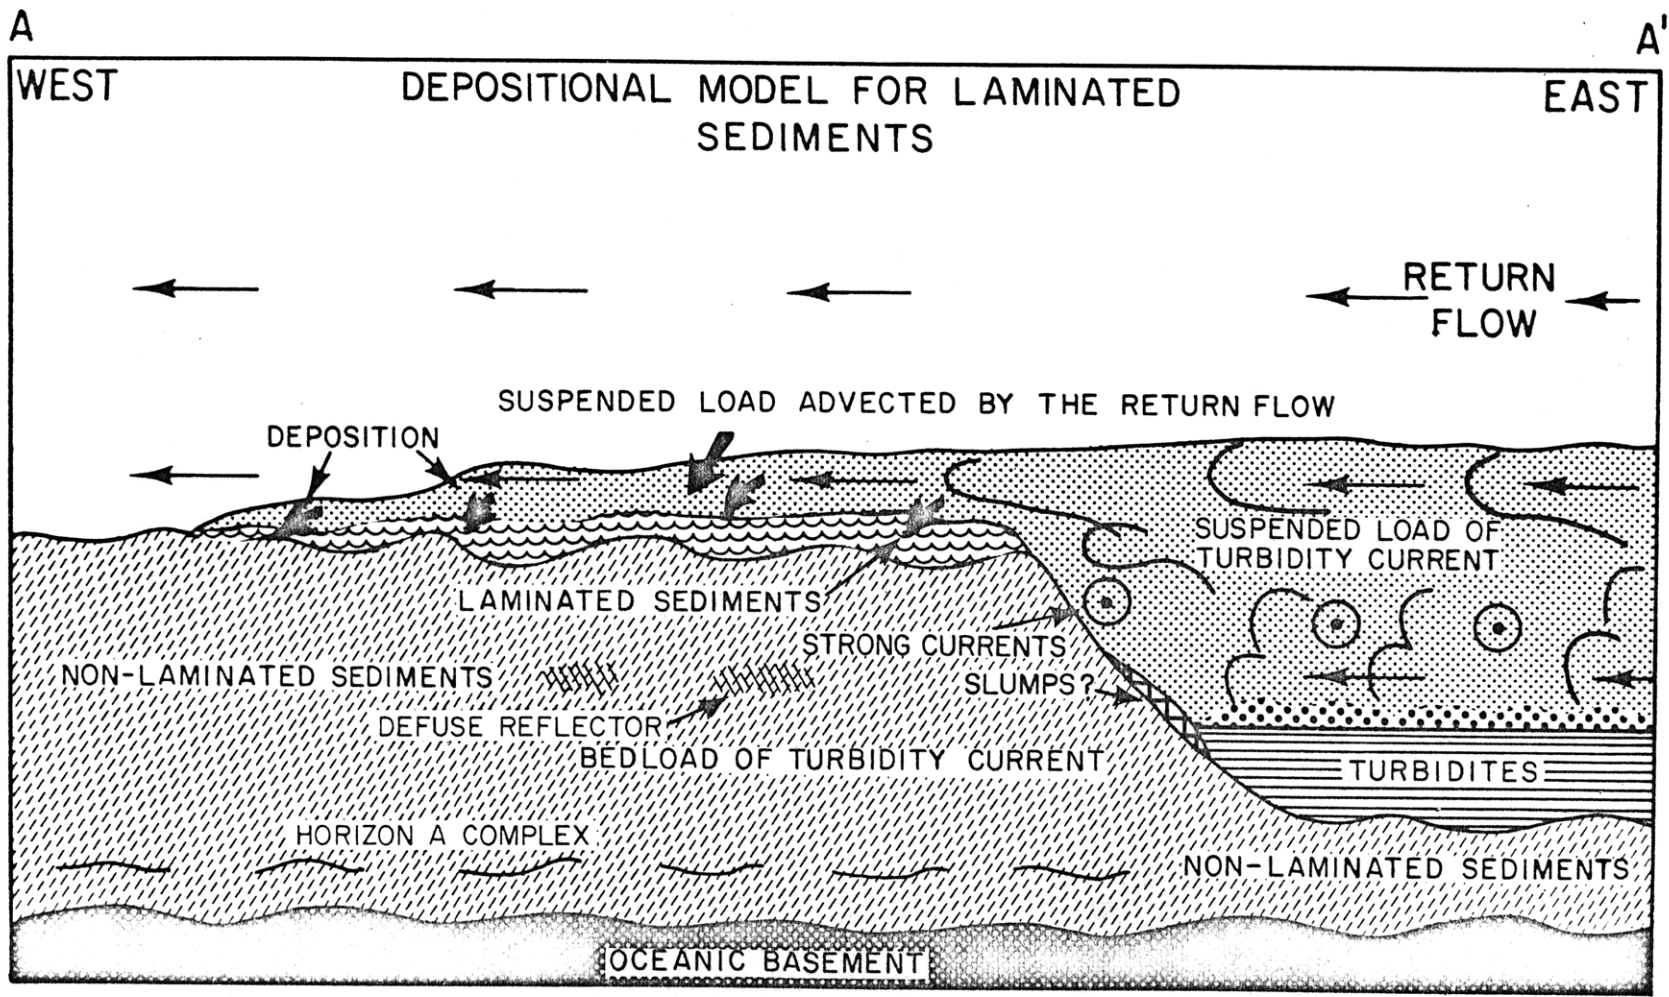 A
A'
WEST
DEPOSITIONAL MODEL FOR LAMINATED
SEDIMENTS
EAST
RETURN
FLOW
SUSPENDED LOAD ADVECTED BY THE RETURN FLOW
DEPOSITION
SUSPENDED LOAD OF
TURBIDITY CURRENT
LAMINATED SEDIMENTS
STRONG CURRENTS
NON-LAMINATED SEDIMENTS
SLUMPS?
DEFUSE REFLECTOR
BEDLOAD OF TURBIDITY CURRENT
TURBIDITES
HORIZON A COMPLEX
NON-LAMINATED SEDIMENTS
OCEANIC BASEMENT